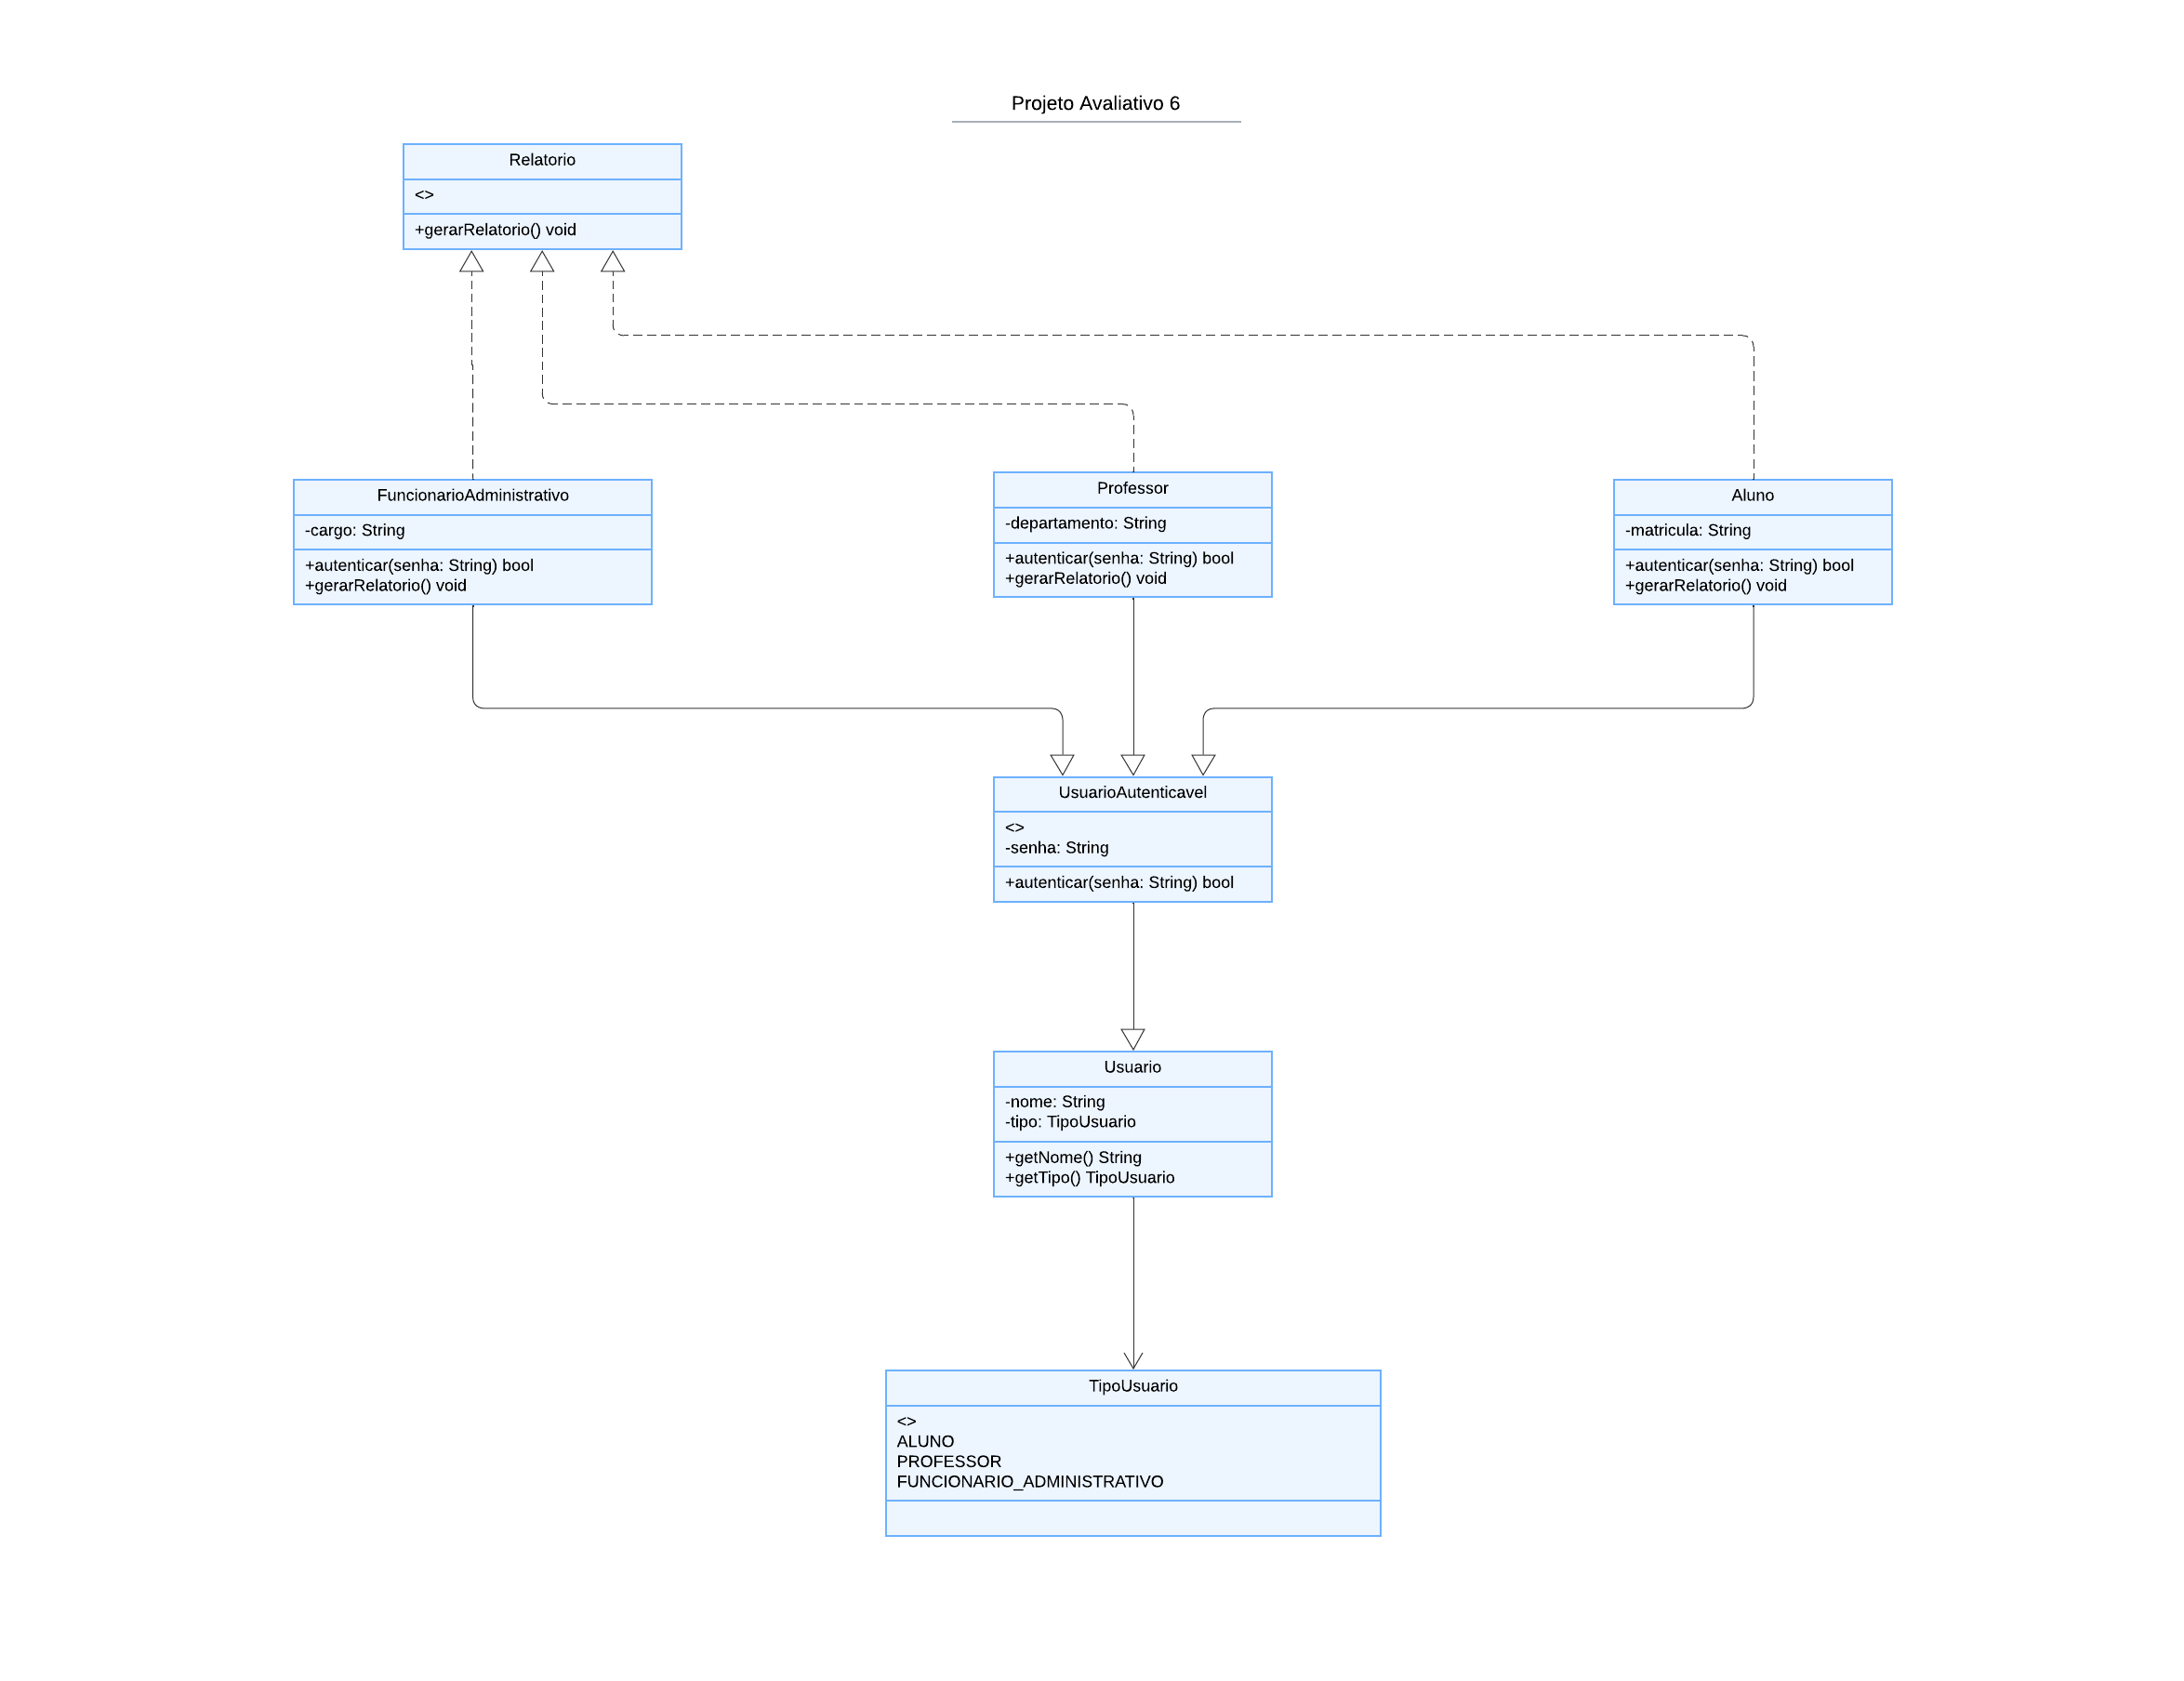 Projeto Avaliativo 6
Relatorio
<>
+gerarRelatorio() void
FuncionarioAdministrativo
-cargo: String
+autenticar(senha: String) bool
+gerarRelatorio() void
Professor
-departamento: String
+autenticar(senha: String) bool
+gerarRelatorio() void
Aluno
-matricula: String
+autenticar(senha: String) bool
+gerarRelatorio() void
UsuarioAutenticavel
<>
-senha: String
+autenticar(senha: String) bool
Usuario
-nome: String
-tipo: TipoUsuario
+getNome() String
+getTipo() TipoUsuario
TipoUsuario
<>
ALUNO
PROFESSOR
FUNCIONARIO_ADMINISTRATIVO